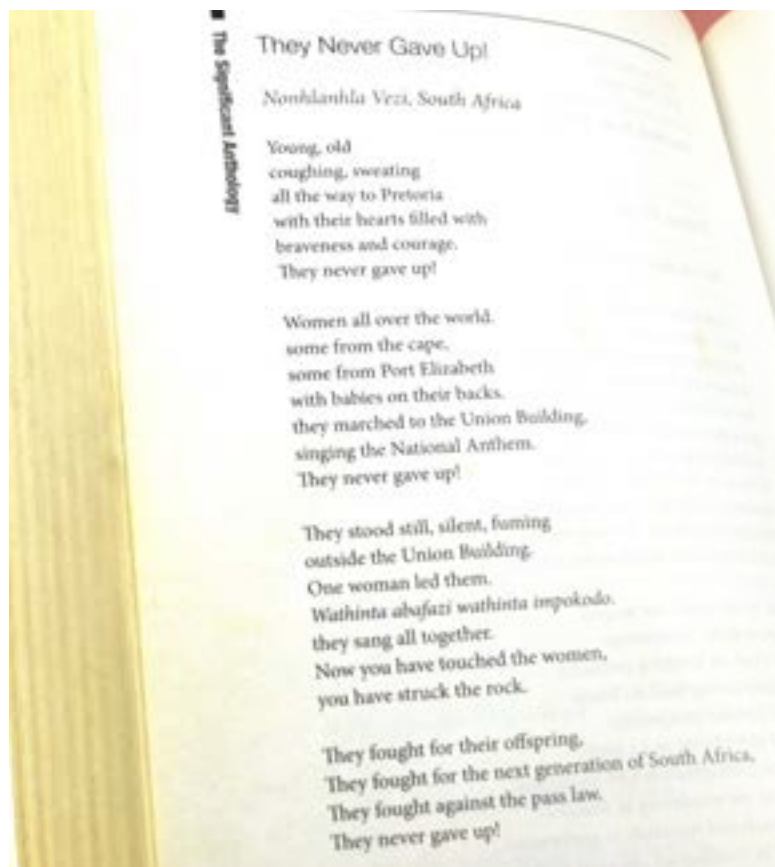 The Significant Anthology
They Never Gave Up!
Nonhlanhla Vezi, South Africa
Young, old
coughing, sweating
all the way to Pretoria
with their hearts filled with
braveness and courage.
They never gave up!
Women all over the world.
some from the cape,
some from Port Elizabeth
with babies on their backs.
they marched to the Union Building,
singing the National Anthem.
They never gave up!
They stood still, silent, fuming
outside the Union Building.
One woman led them.
Wathinta abafazi wathinta impokodo.
they sang all together.
Now you have touched the women,
you have struck the rock.
They fought for their offspring,
They fought for the next generation of South Africa,
They fought against the pass law.
They never gave up!